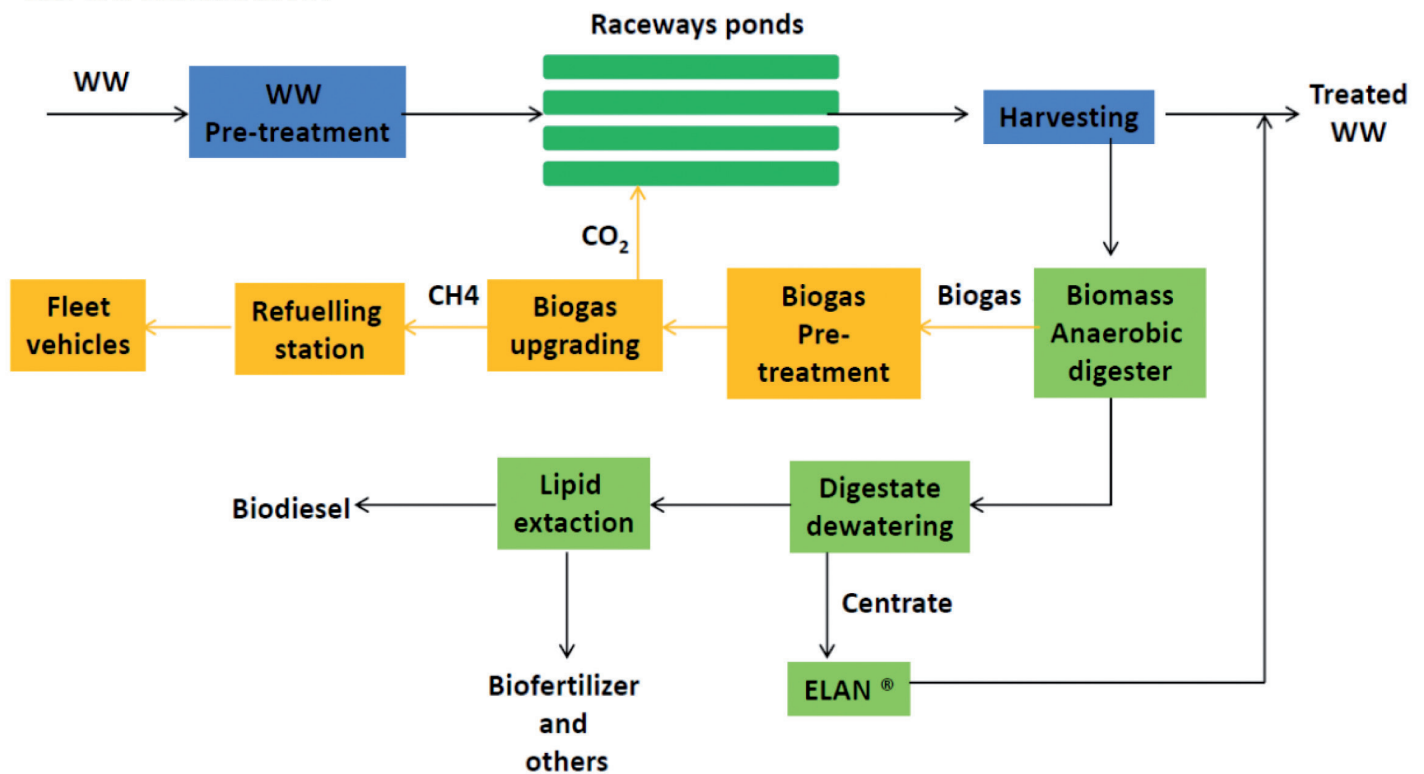 Raceways ponds
WW
WW
Pre-treatment
Harvesting
Treated
WW
CO₂
Fleet
vehicles
Refuelling
station
CH4
Biogas
upgrading
Biogas
Pre-
treatment
Biogas
Biomass
Anaerobic
digester
Biodiesel
Lipid
extaction
Digestate
dewatering
Centrate
Biofertilizer
and
others
ELAN ®